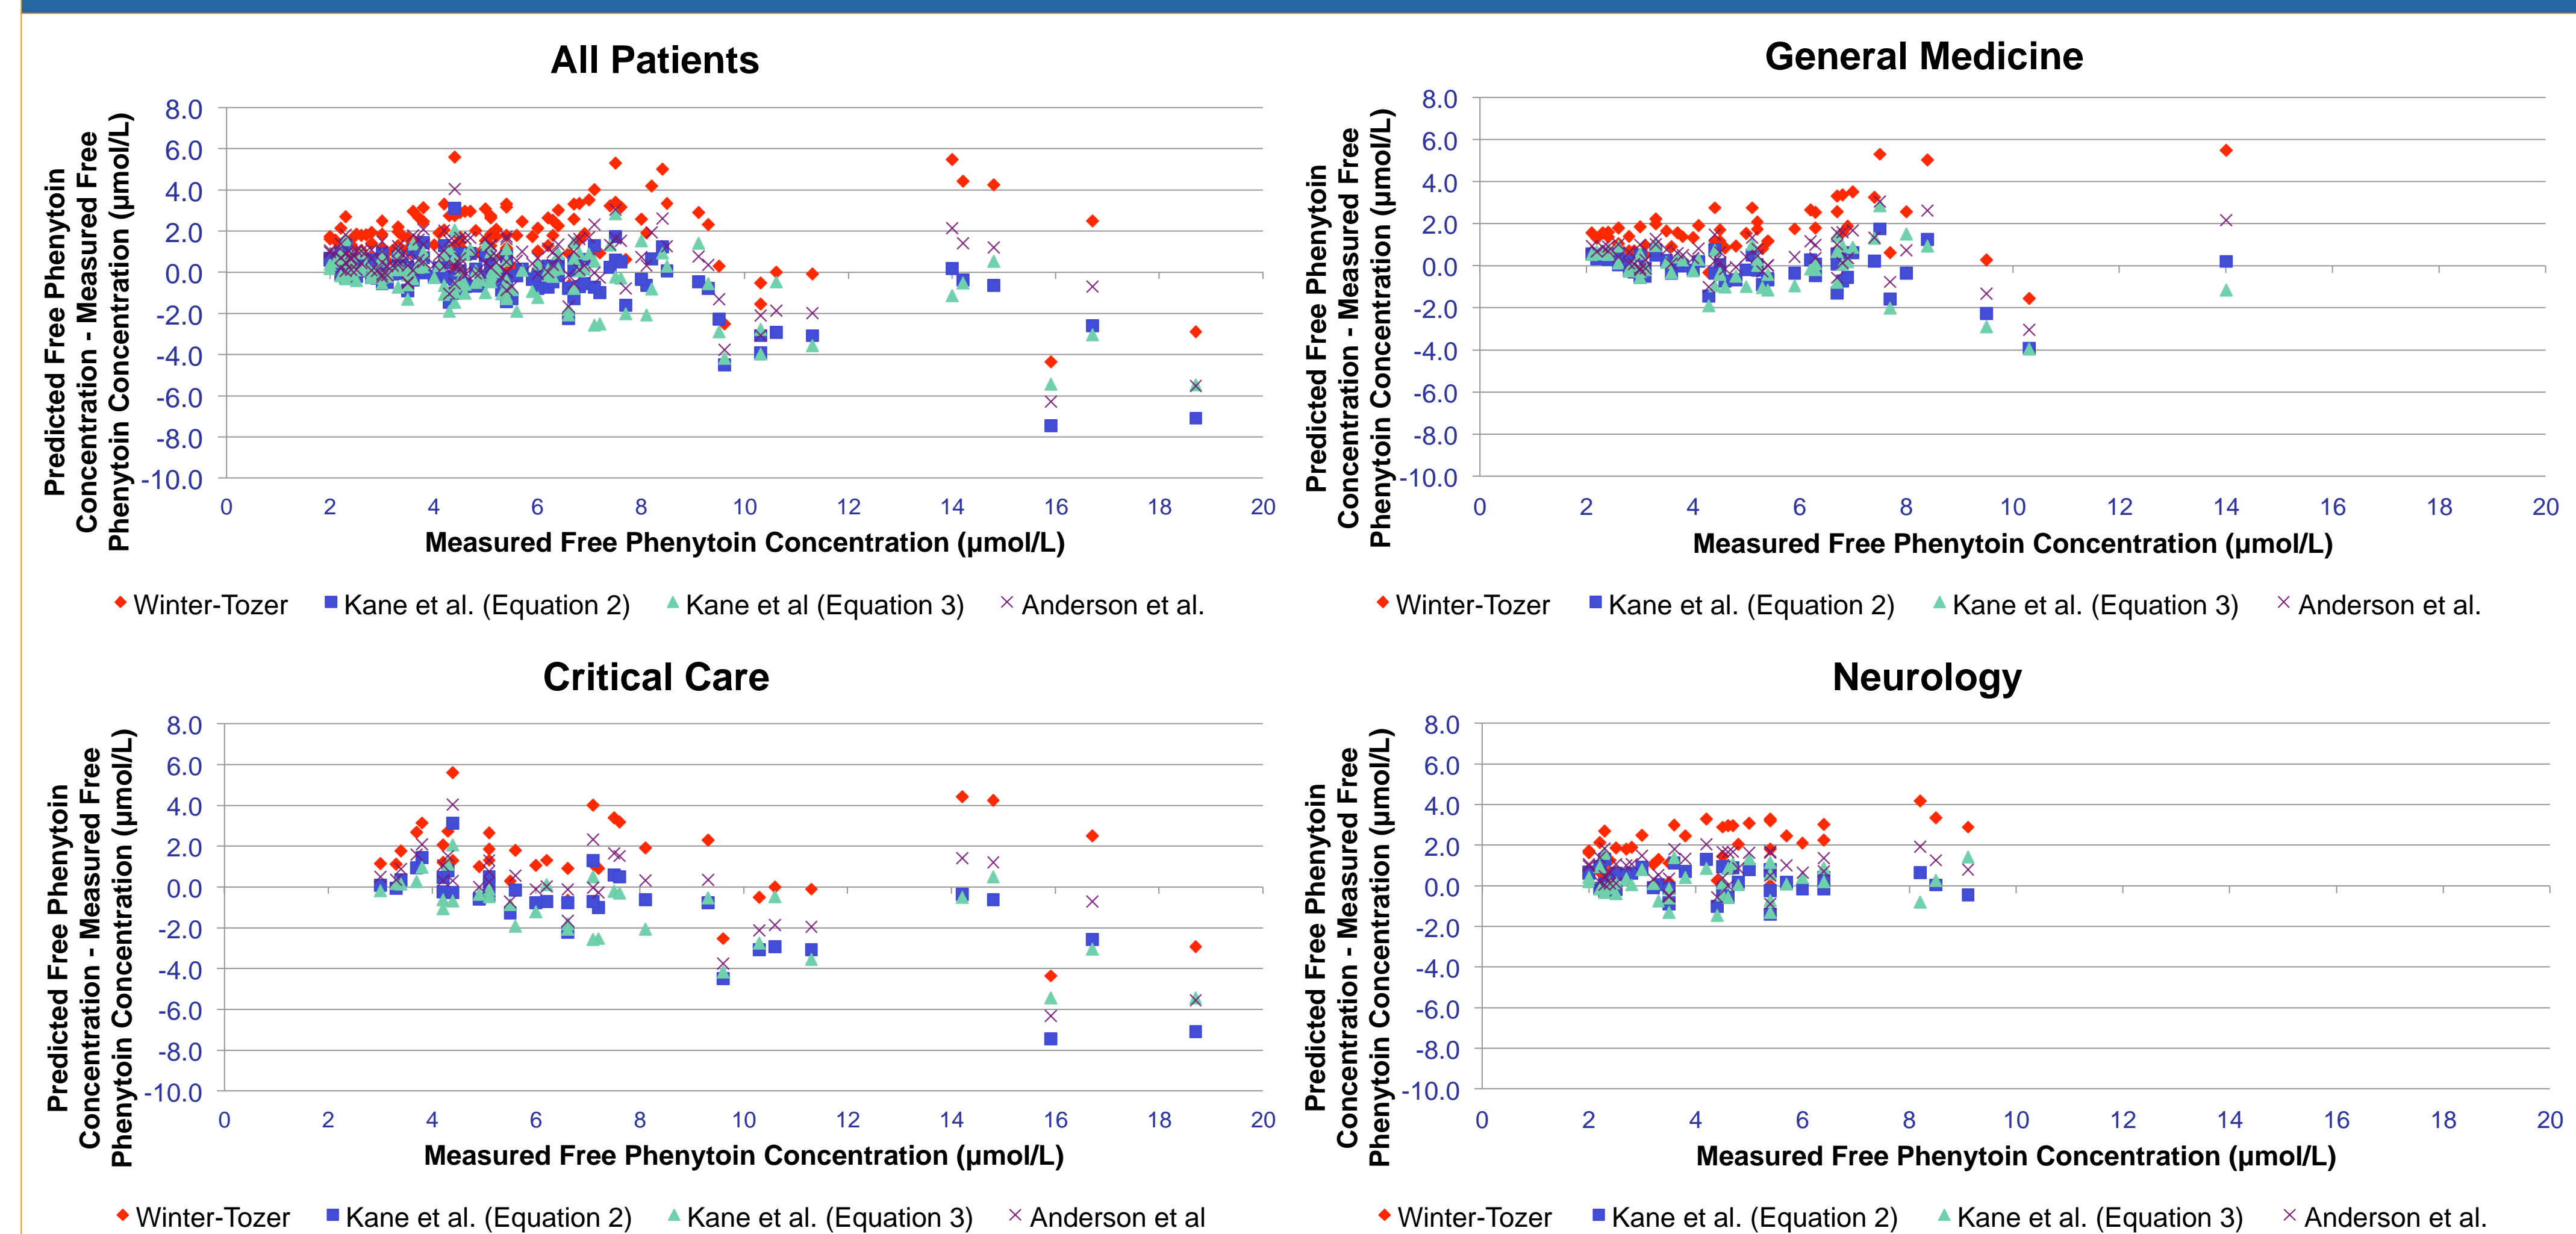 All Patients
Predicted Free Phenytoin
Concentration - Measured Free
Phenytoin Concentration (µmol/L)
8.0
6.0
4.0
2.0
0.0
-2.0
-4.0
-6.0
-8.0
-10.0
0 2 4 6 8 10 12 14 16 18 20
Measured Free Phenytoin Concentration (µmol/L)
Winter-Tozer Kane et al. (Equation 2) Kane et al (Equation 3) Anderson et al.
General Medicine
Predicted Free Phenytoin
Concentration - Measured Free
Phenytoin Concentration (µmol/L)
8.0
6.0
4.0
2.0
0.0
-2.0
-4.0
-6.0
-8.0
-10.0
0 2 4 6 8 10 12 14 16 18 20
Measured Free Phenytoin Concentration (µmol/L)
Winter-Tozer Kane et al. (Equation 2) Kane et al. (Equation 3) Anderson et al.
Critical Care
Predicted Free Phenytoin
Concentration - Measured Free
Phenytoin Concentration (µmol/L)
8.0
6.0
4.0
2.0
0.0
-2.0
-4.0
-6.0
-8.0
-10.0
0 2 4 6 8 10 12 14 16 18 20
Measured Free Phenytoin Concentration (µmol/L)
Winter-Tozer Kane et al. (Equation 2) Kane et al. (Equation 3) Anderson et al
Neurology
Predicted Free Phenytoin
Concentration - Measured Free
Phenytoin Concentration (µmol/L)
8.0
6.0
4.0
2.0
0.0
-2.0
-4.0
-6.0
-8.0
-10.0
0 2 4 6 8 10 12 14 16 18 20
Measured Free Phenytoin Concentration (µmol/L)
Winter-Tozer Kane et al. (Equation 2) Kane et al. (Equation 3) Anderson et al.